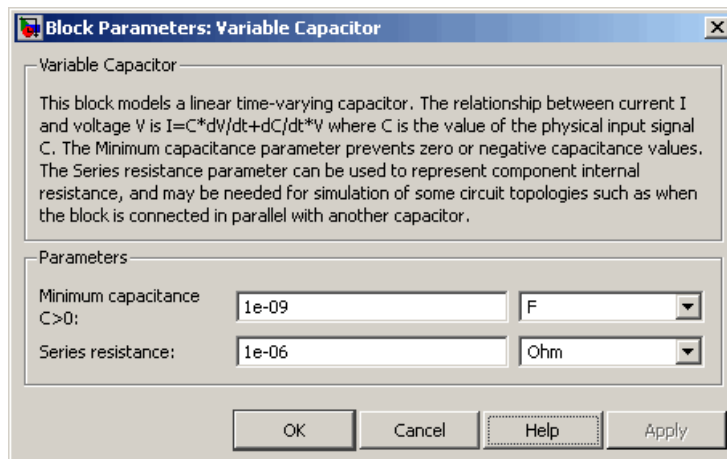 Block Parameters: Variable Capacitor
Variable Capacitor
This block models a linear time-varying capacitor. The relationship between current I
and voltage V is I=C*dV/dt+dC/dt*V where C is the value of the physical input signal
C. The Minimum capacitance parameter prevents zero or negative capacitance values.
The Series resistance parameter can be used to represent component internal
resistance, and may be needed for simulation of some circuit topologies such as when
the block is connected in parallel with another capacitor.
Parameters
Minimum capacitance
C>0:
1e-09
F
Series resistance:
1e-06
Ohm
OK
Cancel
Help
Apply